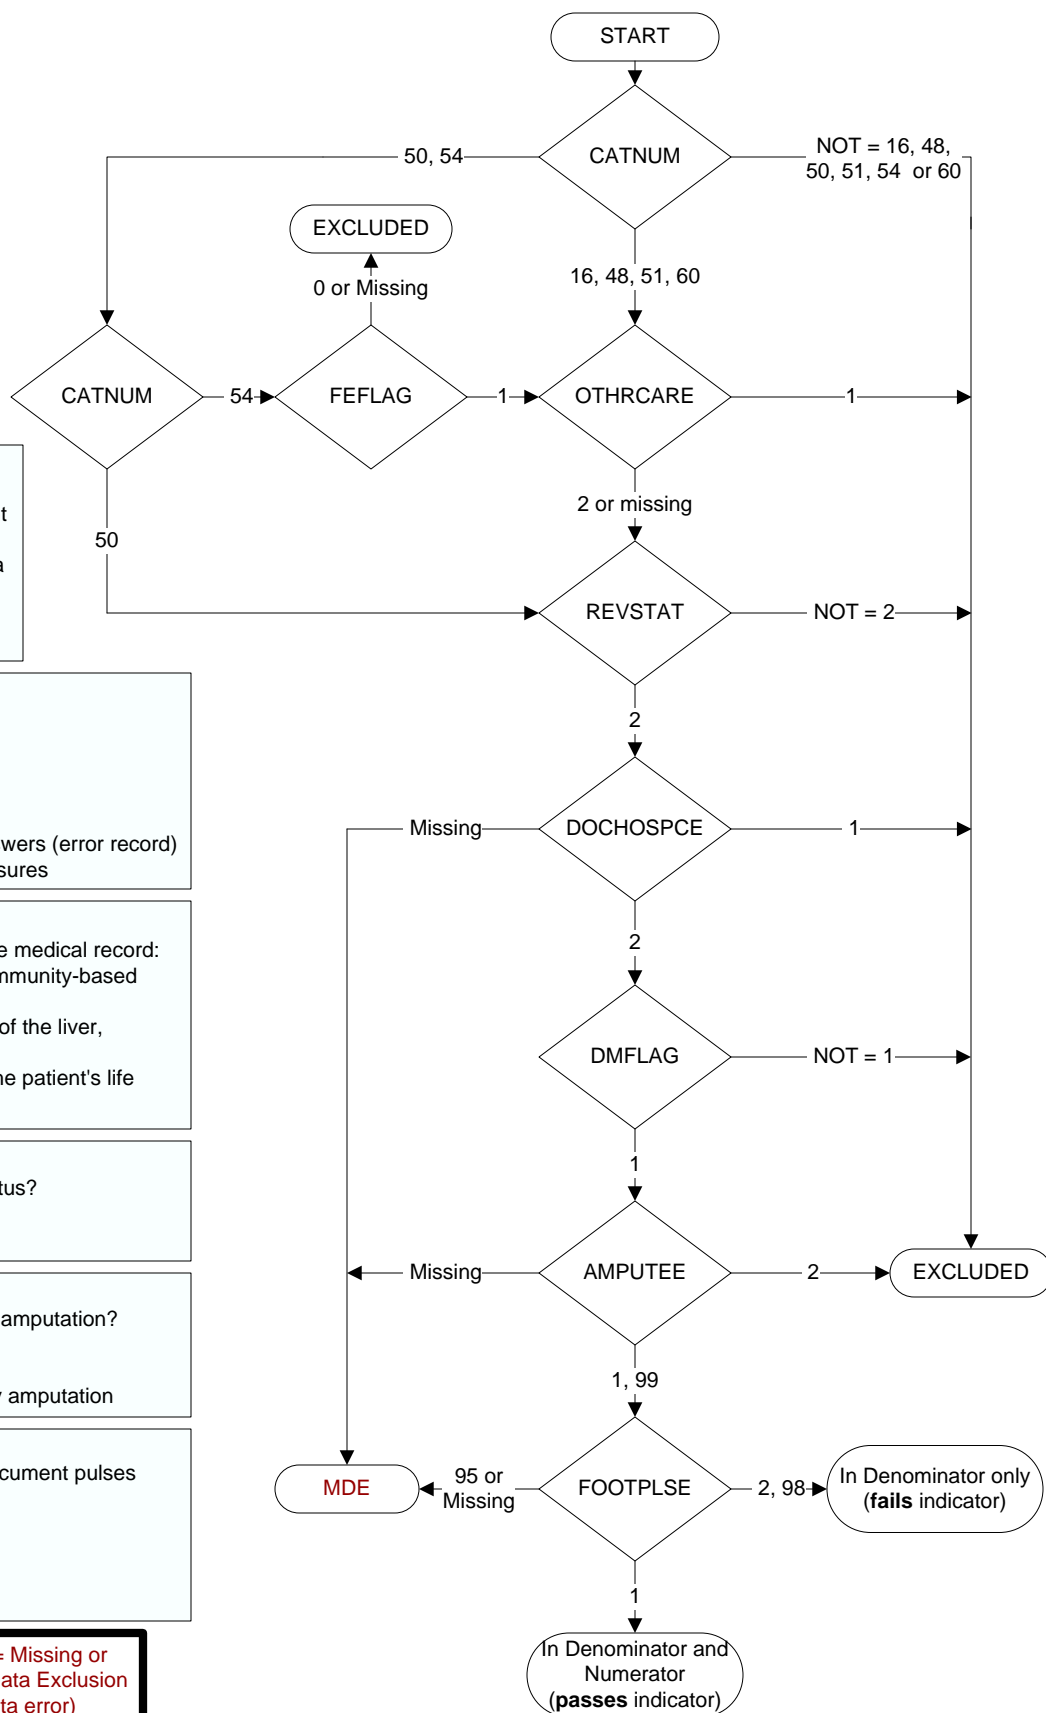 START
CATNUM
50, 54
NOT = 16, 48,
50, 51, 54 or 60
EXCLUDED
0 or Missing
16, 48, 51, 60
CATNUM
54
FEFLAG
1
OTHRCARE
1
2 or missing
50
REVSTAT
NOT = 2
2
Missing
DOCHOSPCE
1
2
DMFLAG
NOT = 1
1
Missing
AMPUTEE
2
EXCLUDED
1, 99
MDE
95 or
Missing
FOOTPLSE
2, 98
In Denominator only
(fails indicator)
1
In Denominator and
Numerator
(passes indicator)
t
a
wers (error record)
sures
e medical record:
mmunity-based
of the liver,
ne patient's life
tus?
amputation?
y amputation
cument pulses
= Missing or
ata Exclusion
ta error)